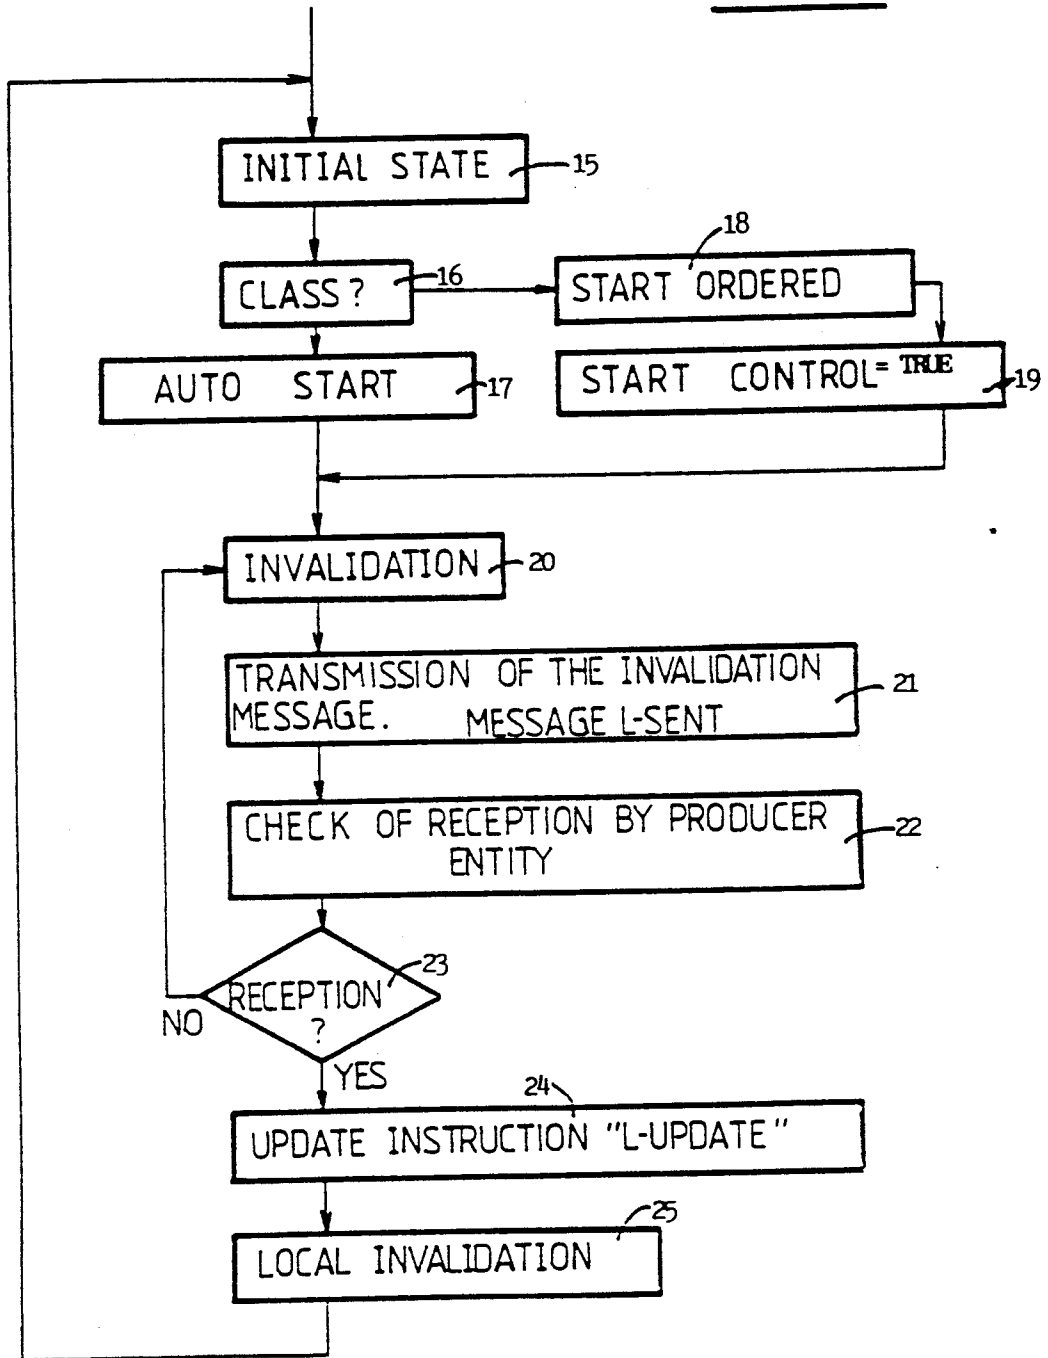 INITIAL STATE
15
18
CLASS?
16
START ORDERED
AUTO START
17
START CONTROL = TRUE
19
INVALIDATION
20
TRANSMISSION OF THE INVALIDATION
MESSAGE. MESSAGE L-SENT
21
CHECK OF RECEPTION BY PRODUCER
ENTITY
22
23
RECEPTION
?
NO
YES
24
UPDATE INSTRUCTION "L-UPDATE"
25
LOCAL INVALIDATION